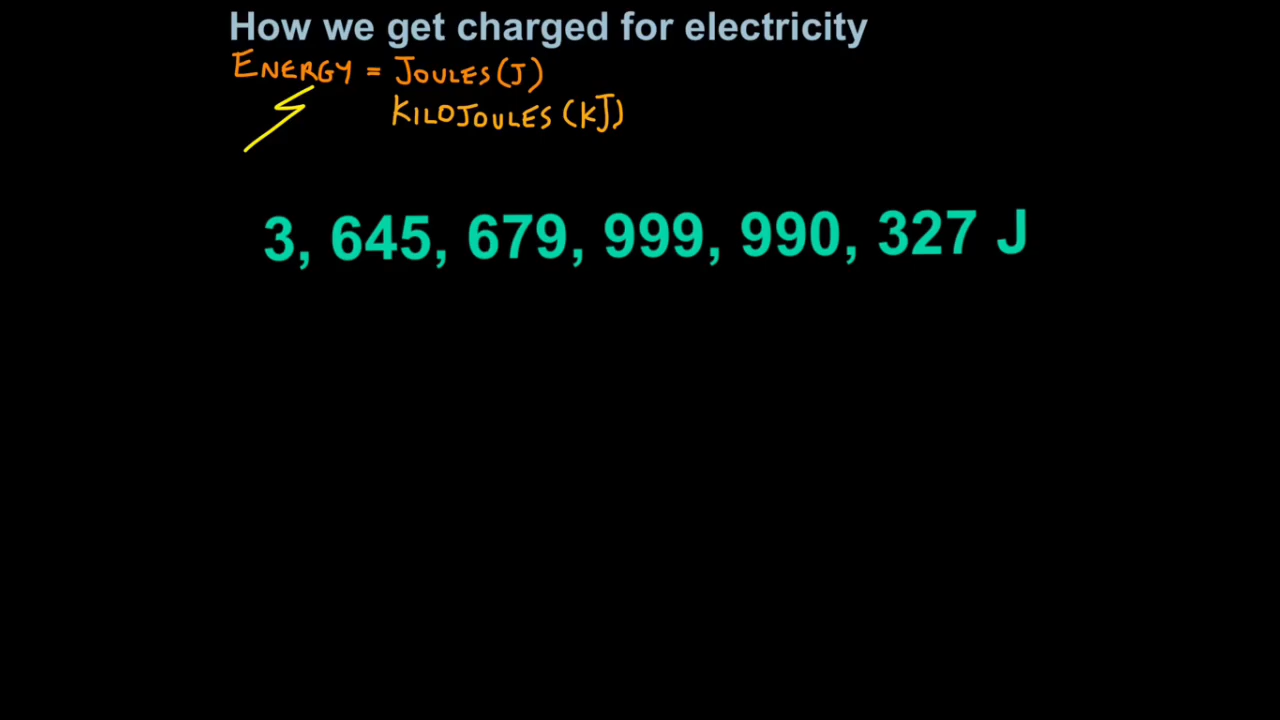 How we get charged for electricity
ENERGY = JOULES (J)
KILOJOULES (KJ)
3, 645, 679, 999, 990, 327 J